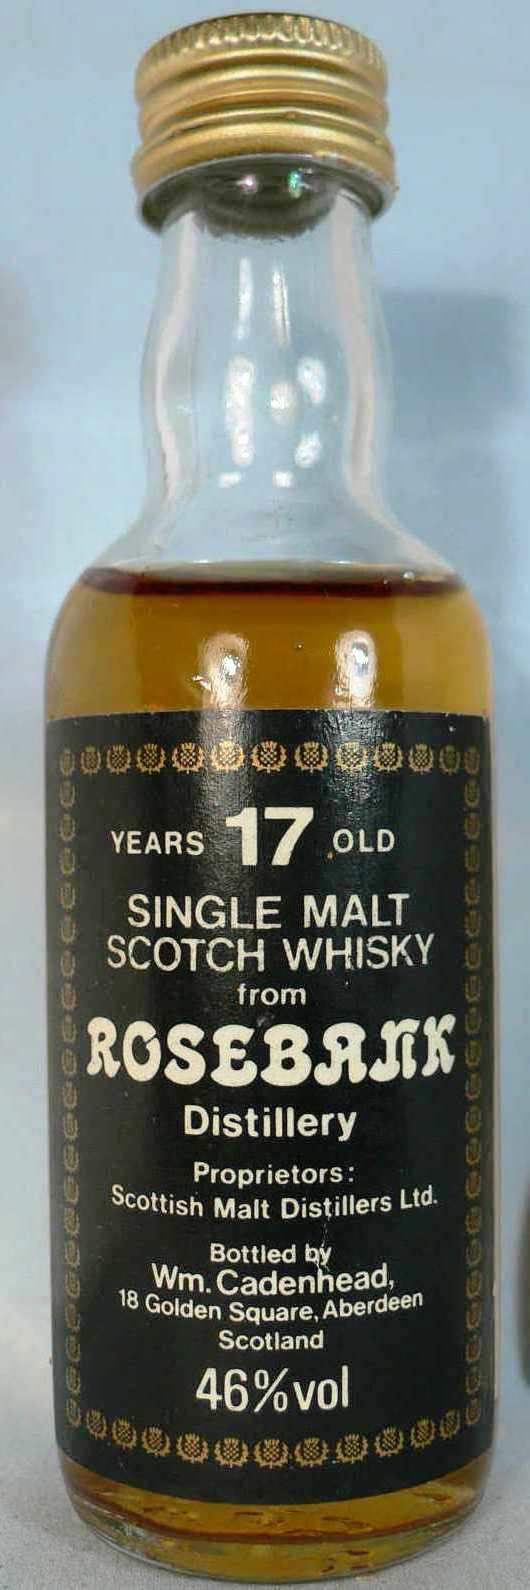 YEARS 17 OLD
SINGLE MALT
SCOTCH WHISKY
from
ROSEBANK
Distillery
Proprietors:
Scottish Malt Distillers Ltd.
Bottled by
Wm. Cadenhead,
18 Golden Square, Aberdeen
Scotland
46% vol